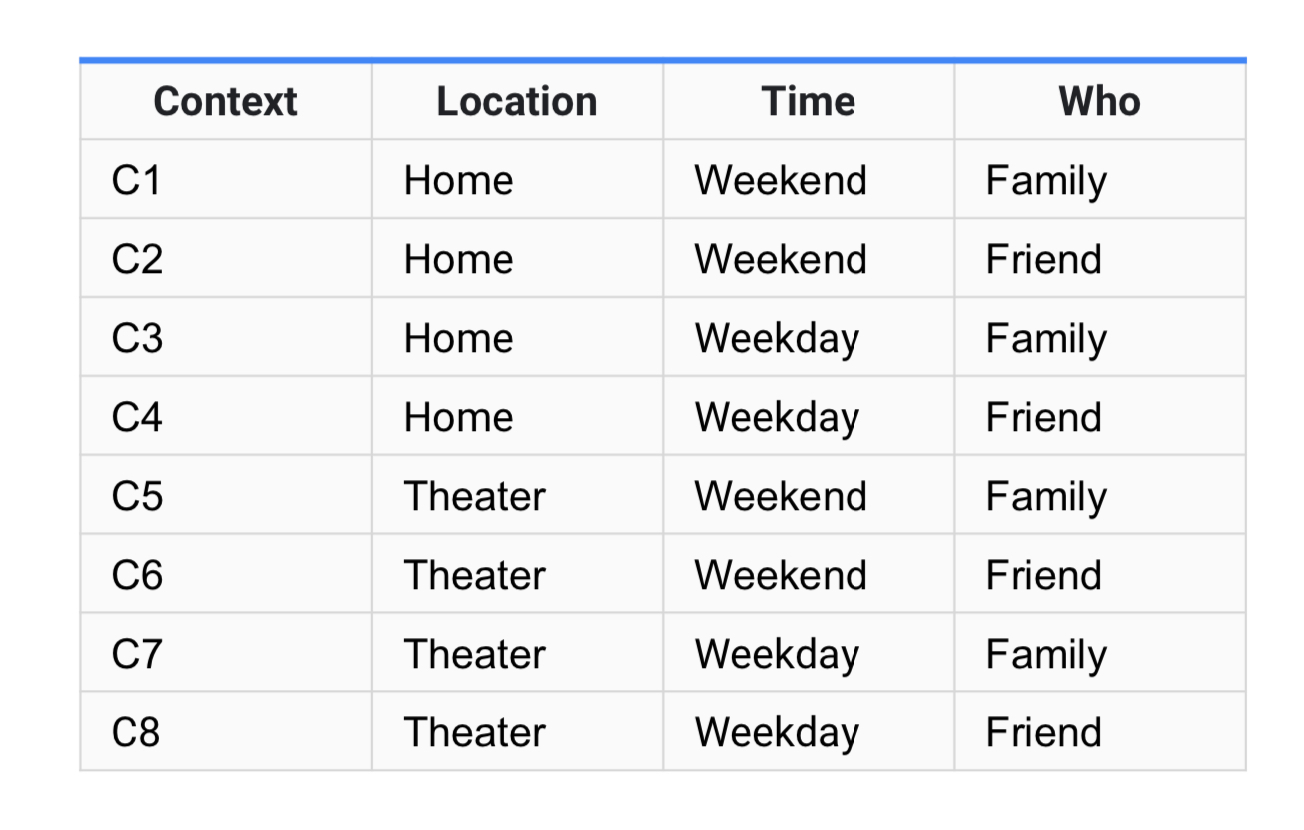 Context Location Time Who
C1 Home Weekend Family
C2 Home Weekend Friend
C3 Home Weekday Family
C4 Home Weekday Friend
C5 Theater Weekend Family
C6 Theater Weekend Friend
C7 Theater Weekday Family
C8 Theater Weekday Friend